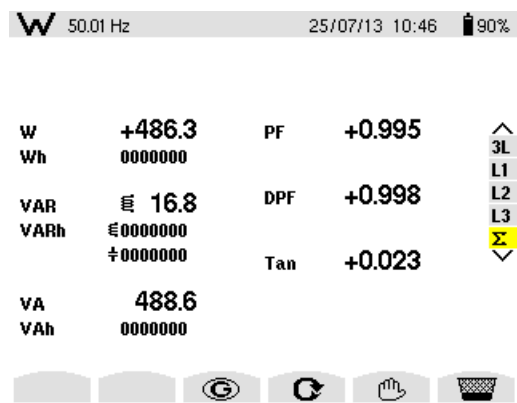 W 50.01 Hz 25/07/13 10:46 90%
W +486.3 PF +0.995
Wh 0000000
3L
L1
VAR 16.8 DPF +0.998 L2
L3
VARh 0000000
Σ
0000000
Tan +0.023
VA 488.6
VAh 0000000
G